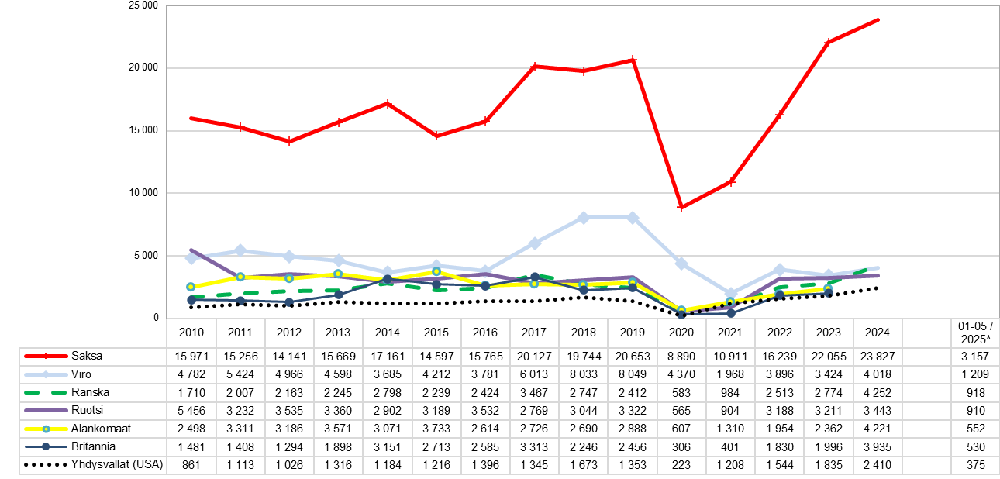 25 000
20 000
15 000
10 000
5 000
0
2010 2011 2012 2013 2014 2015 2016 2017 2018 2019 2020 2021 2022 2023 2024 01-05 /
2025*
Saksa 15 971 15 256 14 141 15 669 17 161 14 597 15 765 20 127 19 744 20 653 8 890 10 911 16 239 22 055 23 827 3 157
Viro 4 782 5 424 4 966 4 598 3 685 4 212 3 781 6 013 8 033 8 049 4 370 1 968 3 896 3 424 4 018 1 209
Ranska 1 710 2 007 2 163 2 245 2 798 2 239 2 424 3 467 2 747 2 412 583 984 2 513 2 774 4 252 918
Ruotsi 5 456 3 232 3 535 3 360 2 902 3 189 3 532 2 769 3 044 3 322 565 904 3 188 3 211 3 443 910
Alankomaat 2 498 3 311 3 186 3 571 3 071 3 733 2 614 2 726 2 690 2 888 607 1 310 1 954 2 362 4 221 552
Britannia 1 481 1 408 1 294 1 898 3 151 2 713 2 585 3 313 2 246 2 456 306 401 1 830 1 996 3 935 530
Yhdysvallat (USA) 861 1 113 1 026 1 316 1 184 1 216 1 396 1 345 1 673 1 353 223 1 208 1 544 1 835 2 410 375